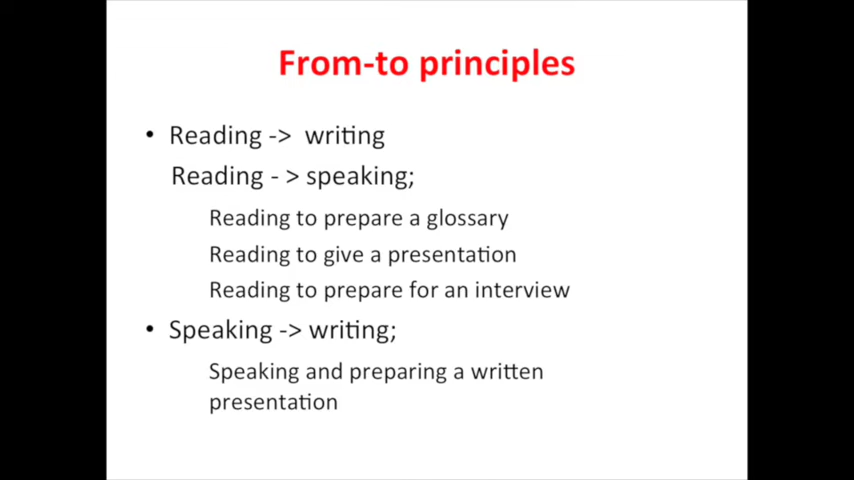 From-to principles
• Reading -> writing
Reading - > speaking;
Reading to prepare a glossary
Reading to give a presentation
Reading to prepare for an interview
• Speaking -> writing;
Speaking and preparing a written
presentation